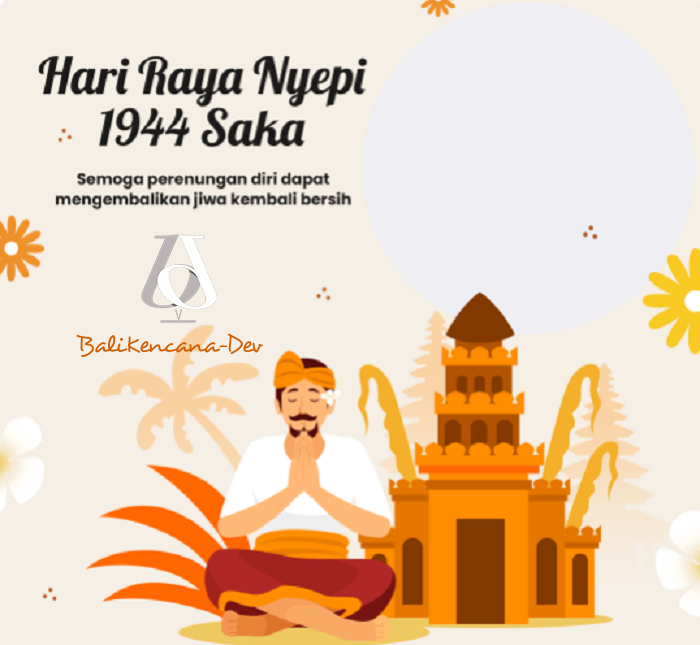 Hari Raya Nyepi
1944 Saka
Semoga perenungan diri dapat
mengembalikan jiwa kembali bersih
BaliKencana-Dev